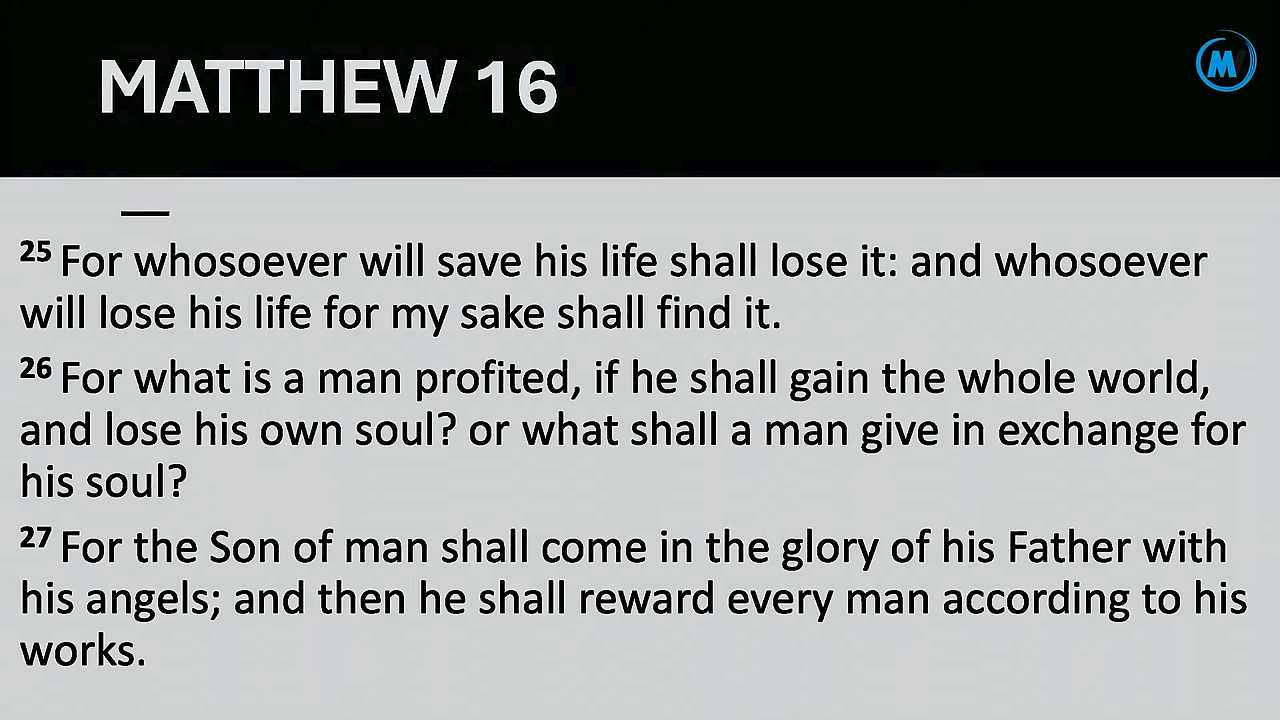 MATTHEW 16
M
25 For whosoever will save his life shall lose it: and whosoever
will lose his life for my sake shall find it.
26 For what is a man profited, if he shall gain the whole world,
and lose his own soul? or what shall a man give in exchange for
his soul?
27 For the Son of man shall come in the glory of his Father with
his angels; and then he shall reward every man according to his
works.